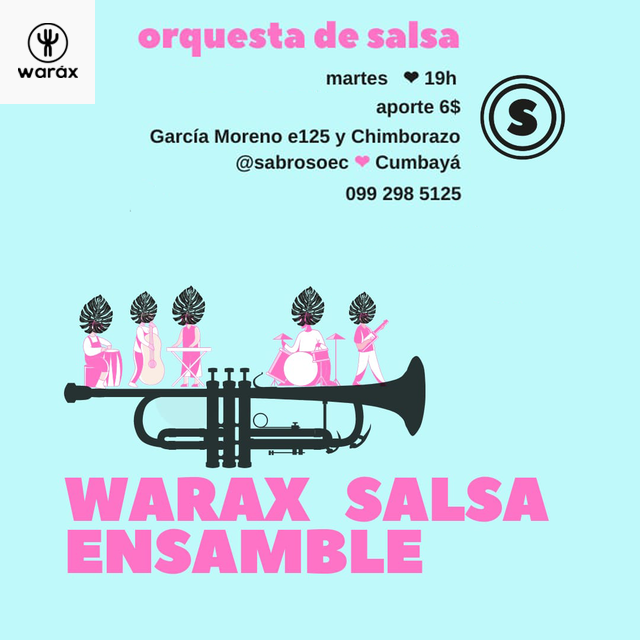 waráx
orquesta de salsa
martes ❤ 19h
aporte 6$
García Moreno e125 y Chimborazo
@sabrosoec ❤ Cumbayá
099 298 5125
S
WARAX SALSA
ENSAMBLE